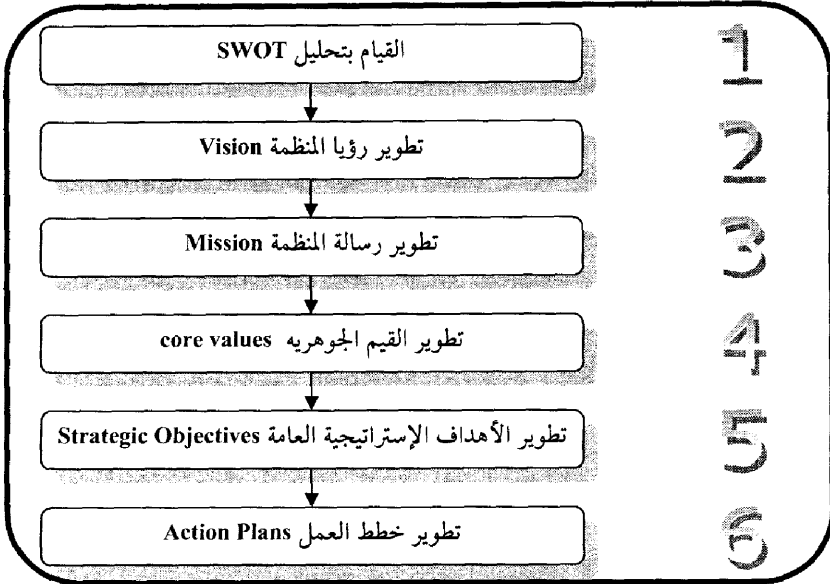 القيام بتحليل SWOT
1
تطوير رؤيا المنظمة Vision
2
تطوير رسالة المنظمة Mission
3
تطوير القيم الجوهريه core values
4
تطوير الأهداف الإستراتيجية العامة Strategic Objectives
5
تطوير خطط العمل Action Plans
6